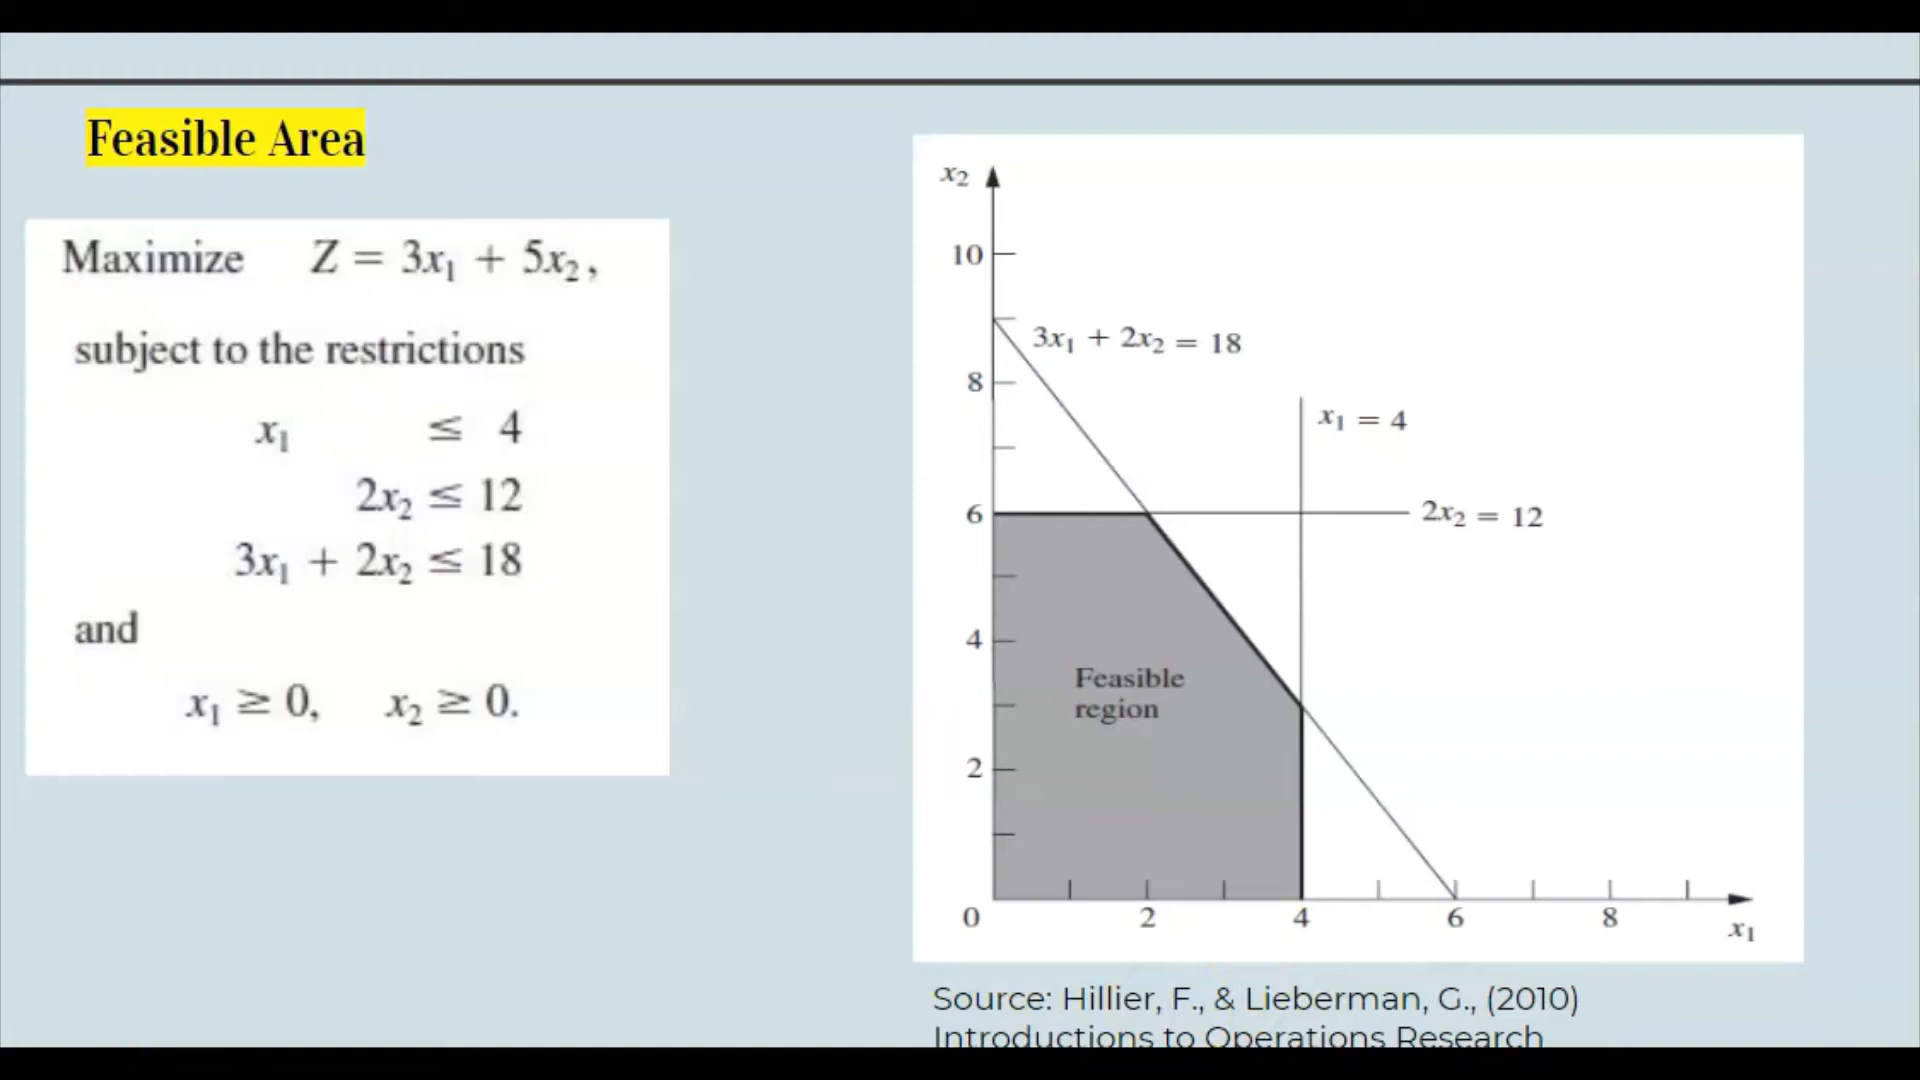 Feasible Area
Maximize Z = 3x₁ + 5x₂,
subject to the restrictions
x₁ ≤ 4
2x₂ ≤ 12
3x₁ + 2x₂ ≤ 18
and
x₁ ≥ 0, x₂ ≥ 0.
x₂
10
3x₁ + 2x₂ = 18
8
x₁ = 4
6
2x₂ = 12
4
Feasible
region
2
0 2 4 6 8
x₁
Source: Hillier, F., & Lieberman, G., (2010)
Introductions to Operations Research